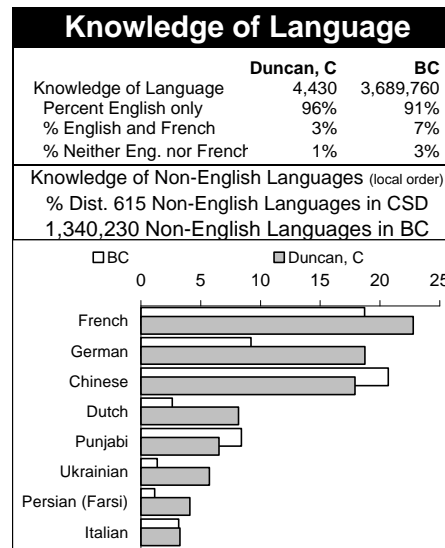 Knowledge of Language
Duncan, C BC
Knowledge of Language 4,430 3,689,760
Percent English only 96% 91%
% English and French 3% 7%
% Neither Eng. nor French 1% 3%
Knowledge of Non-English Languages (local order)
% Dist. 615 Non-English Languages in CSD
1,340,230 Non-English Languages in BC
BC Duncan, C
0 5 10 15 20 25
French
German
Chinese
Dutch
Punjabi
Ukrainian
Persian (Farsi)
Italian